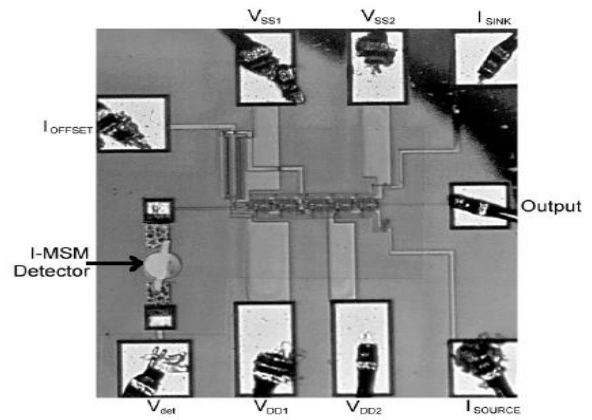 V_SS1 V_SS2 I_SINK
I_OFFSET
Output
I-MSM
Detector
V_det V_DD1 V_DD2 I_SOURCE